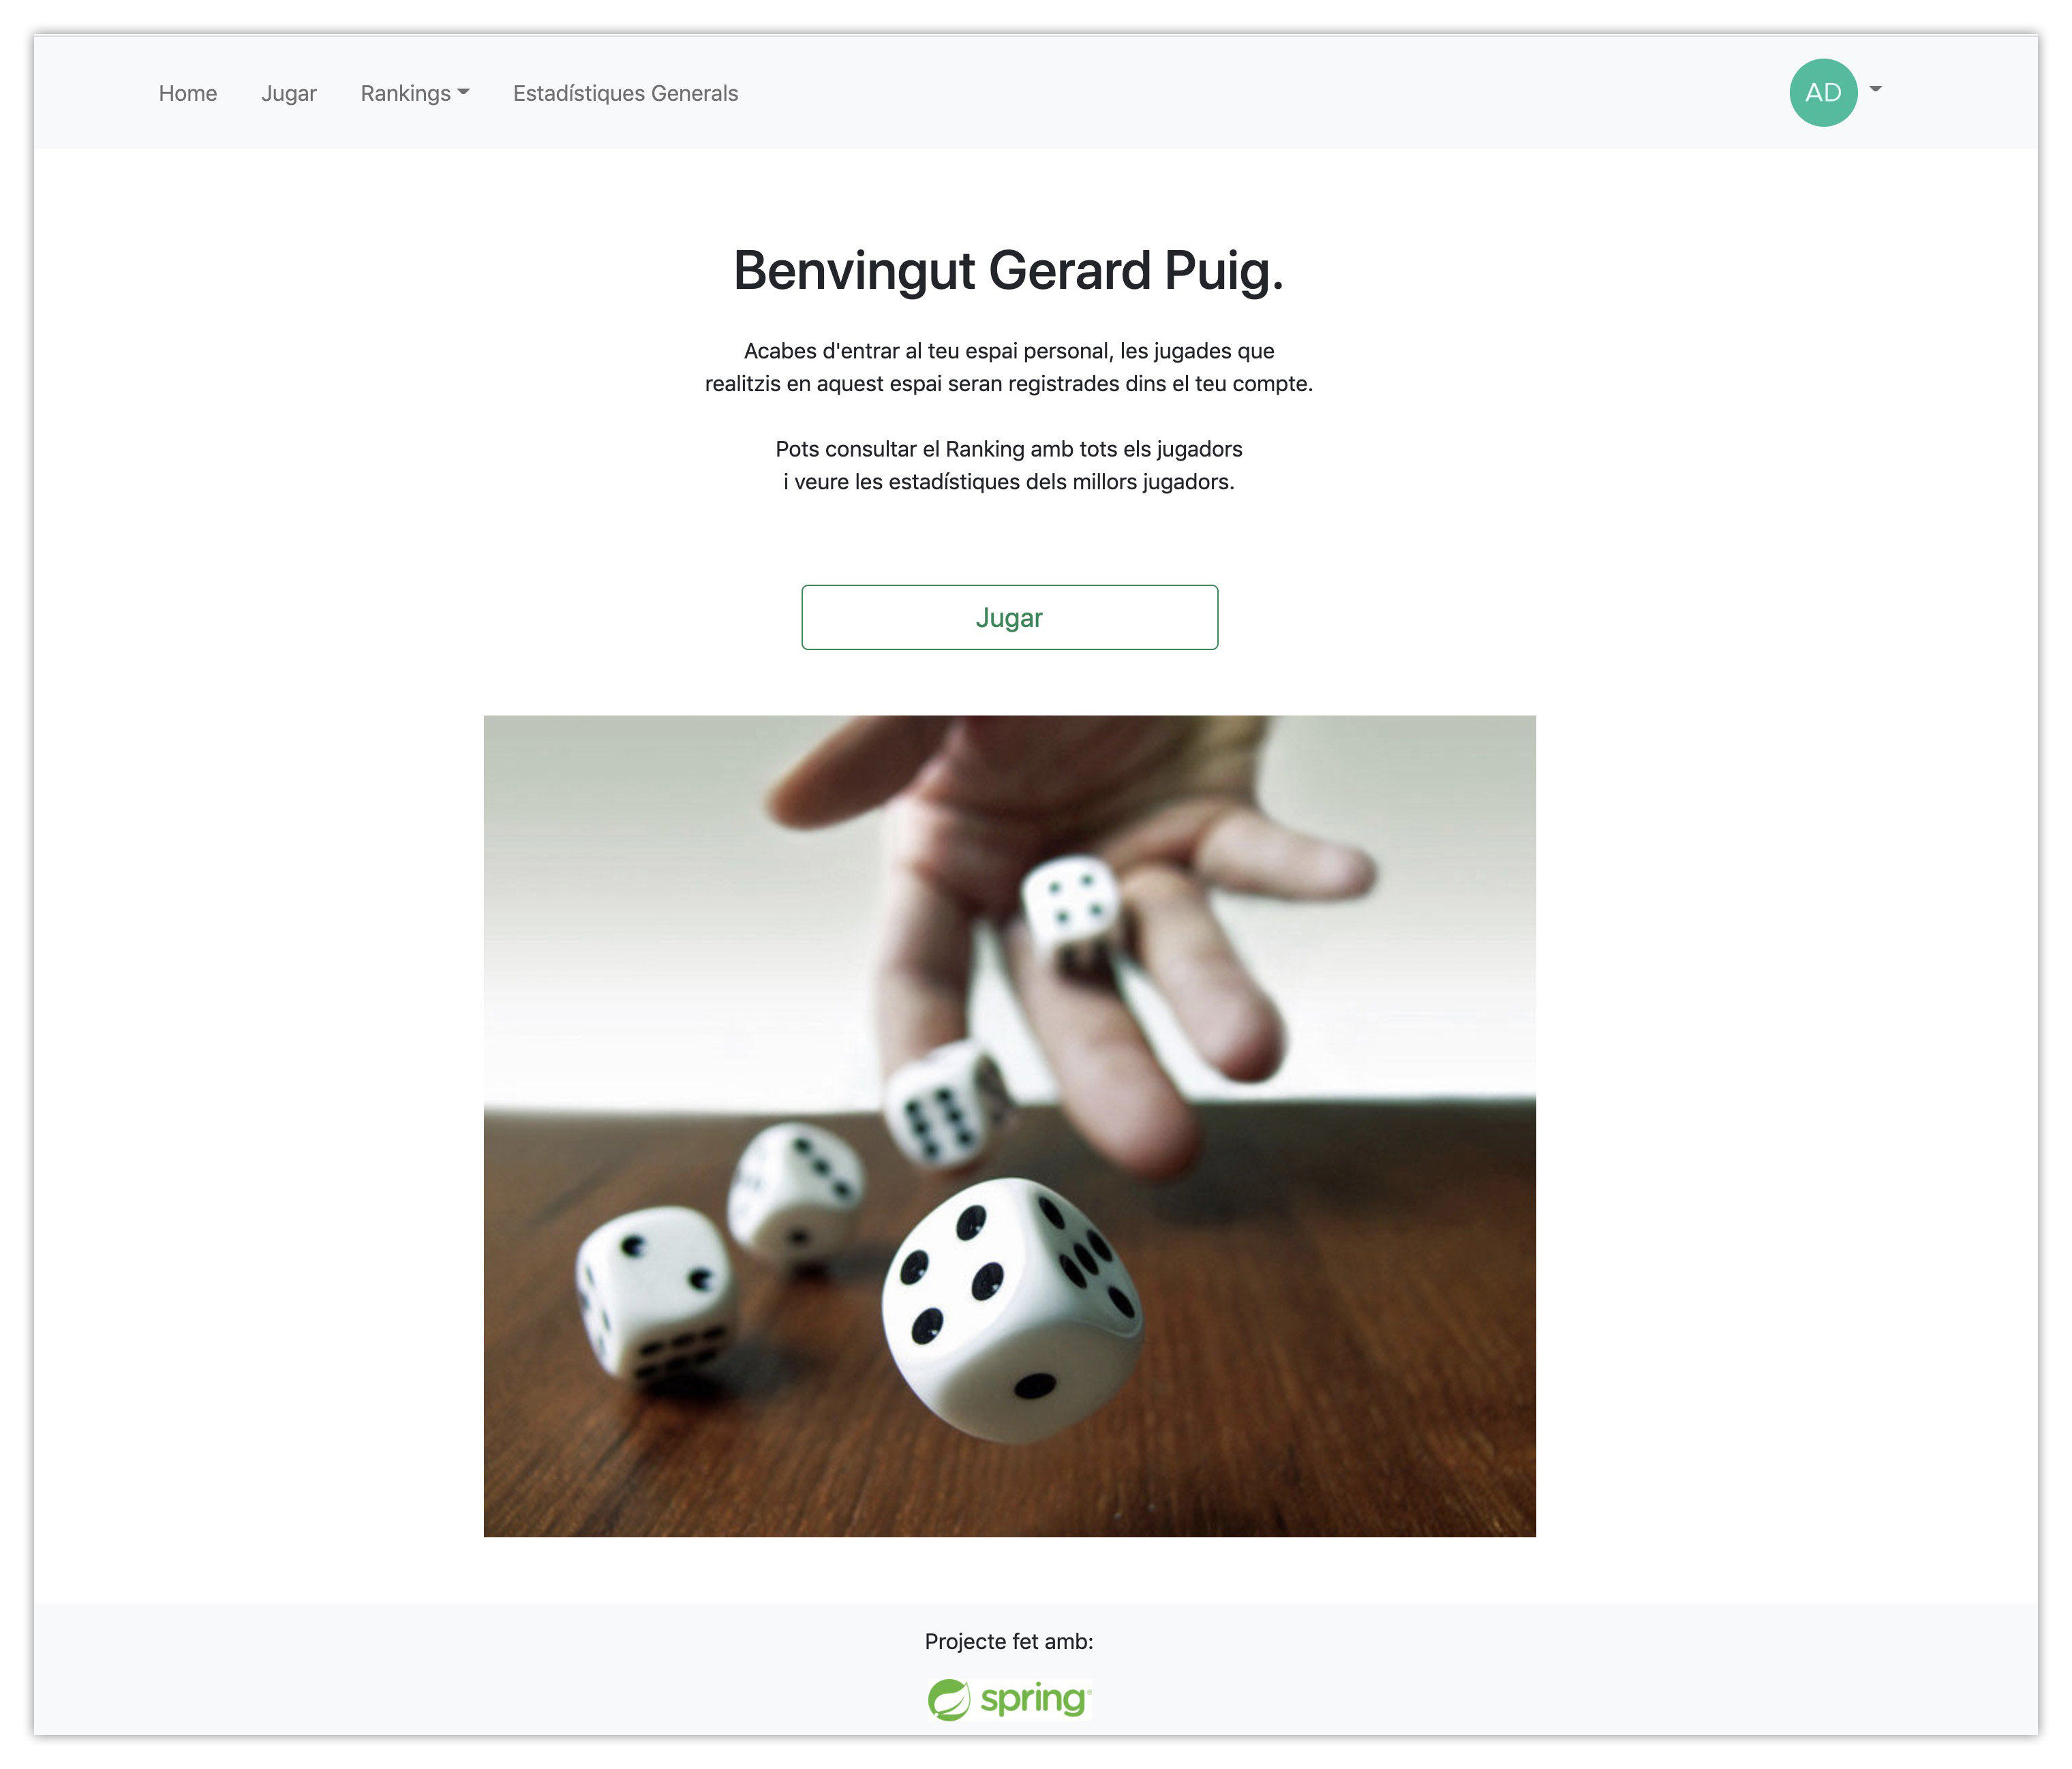 Home Jugar Rankings Estadístiques Generals AD
Benvingut Gerard Puig.
Acabes d'entrar al teu espai personal, les jugades que
realitzis en aquest espai seran registrades dins el teu compte.
Pots consultar el Ranking amb tots els jugadors
i veure les estadístiques dels millors jugadors.
Jugar
Projecte fet amb:
spring